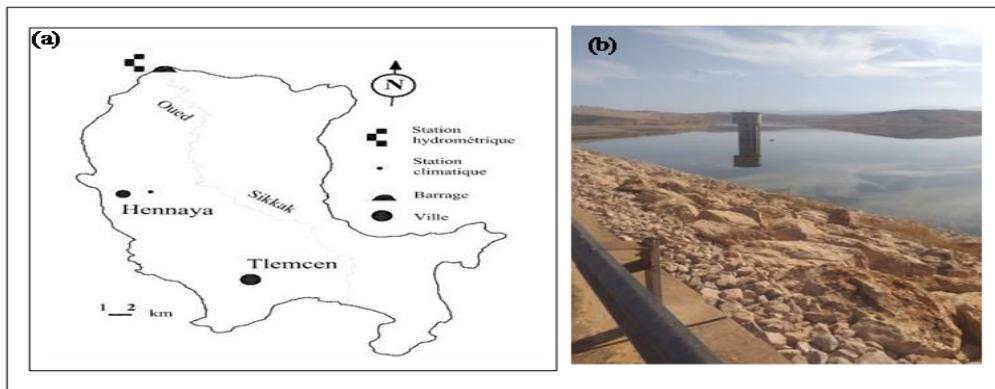 (a)
Oued
Sikkak
Hennaya
Tlemcen
1 2 km
N
Station
hydrométrique
Station
climatique
Barrage
Ville
(b)